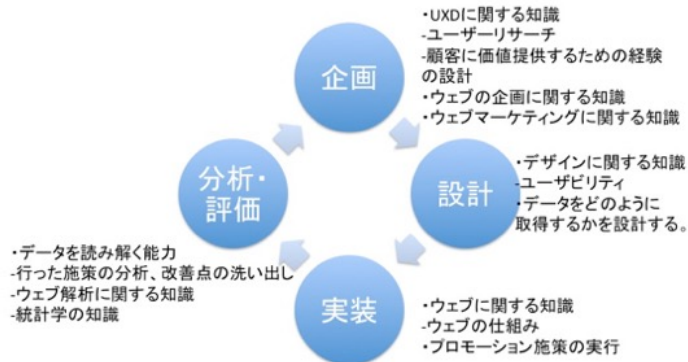 企画
・UXDに関する知識
-ユーザーリサーチ
-顧客に価値提供するための経験
の設計
・ウェブの企画に関する知識
・ウェブマーケティングに関する知識
設計
・デザインに関する知識
-ユーザビリティ
・データをどのように
取得するかを設計する。
実装
・ウェブに関する知識
-ウェブの仕組み
・プロモーション施策の実行
分析・
評価
・データを読み解く能力
-行った施策の分析、改善点の洗い出し
-ウェブ解析に関する知識
-統計学の知識